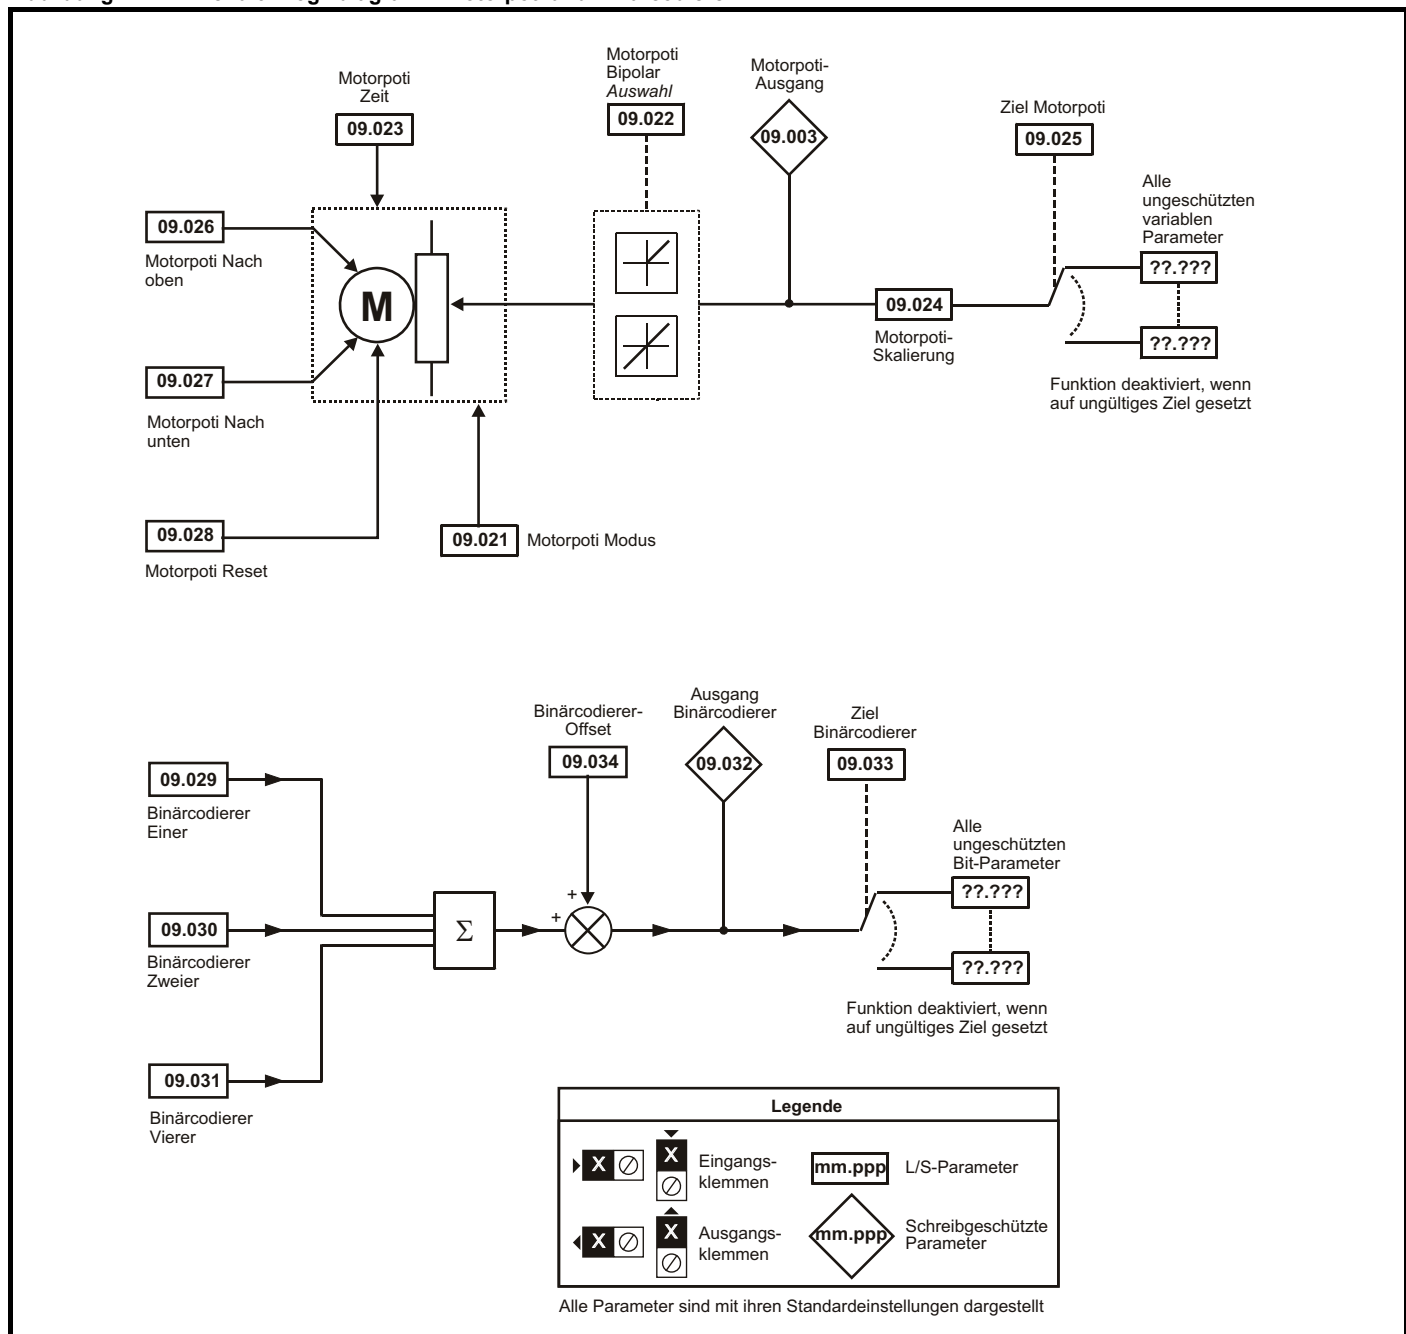 Motorpoti
Zeit
09.023
Motorpoti
Bipolar
Auswahl
09.022
Motorpoti-
Ausgang
09.003
Ziel Motorpoti
09.025
Alle
ungeschützten
variablen
Parameter
??.???
??.???
09.026
Motorpoti Nach
oben
M
09.024
Motorpoti-
Skalierung
09.027
Motorpoti Nach
unten
Funktion deaktiviert, wenn
auf ungültiges Ziel gesetzt
09.028
Motorpoti Reset
09.021
Motorpoti Modus
Binärcodierer-
Offset
09.034
Ausgang
Binärcodierer
09.032
Ziel
Binärcodierer
09.033
09.029
Binärcodierer
Einer
Alle
ungeschützten
Bit-Parameter
??.???
??.???
09.030
Binärcodierer
Zweier
Σ
+
+
Funktion deaktiviert, wenn
auf ungültiges Ziel gesetzt
09.031
Binärcodierer
Vierer
Legende
X
X
Eingangs-
klemmen
mm.ppp
L/S-Parameter
X
X
Ausgangs-
klemmen
mm.ppp
Schreibgeschützte
Parameter
Alle Parameter sind mit ihren Standardeinstellungen dargestellt